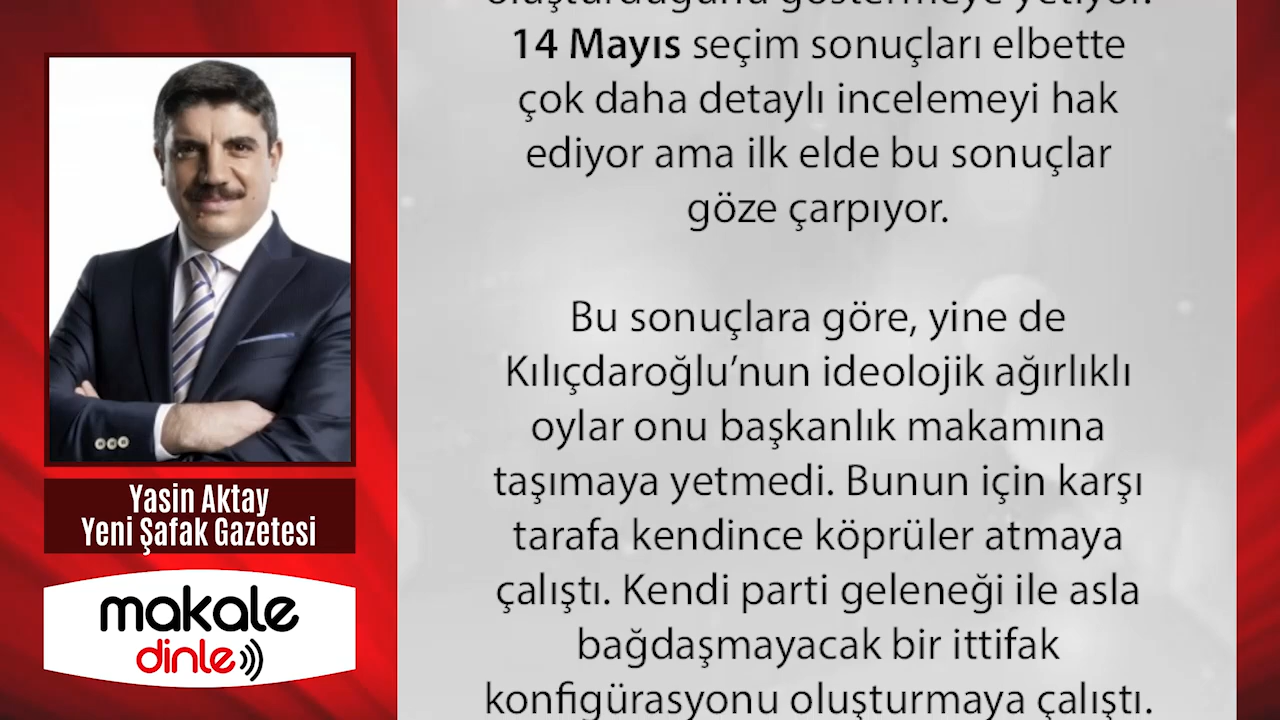 oluşturduğunu göstermeye yetiyor.
14 Mayıs seçim sonuçları elbette
çok daha detaylı incelemeyi hak
ediyor ama ilk elde bu sonuçlar
göze çarpıyor.
Bu sonuçlara göre, yine de
Kılıçdaroğlu’nun ideolojik ağırlıklı
oylar onu başkanlık makamına
taşımaya yetmedi. Bunun için karşı
tarafa kendince köprüler atmaya
çalıştı. Kendi parti geleneği ile asla
bağdaşmayacak bir ittifak
konfigürasyonu oluşturmaya çalıştı.
Yasin Aktay
Yeni Şafak Gazetesi
makale
dinle